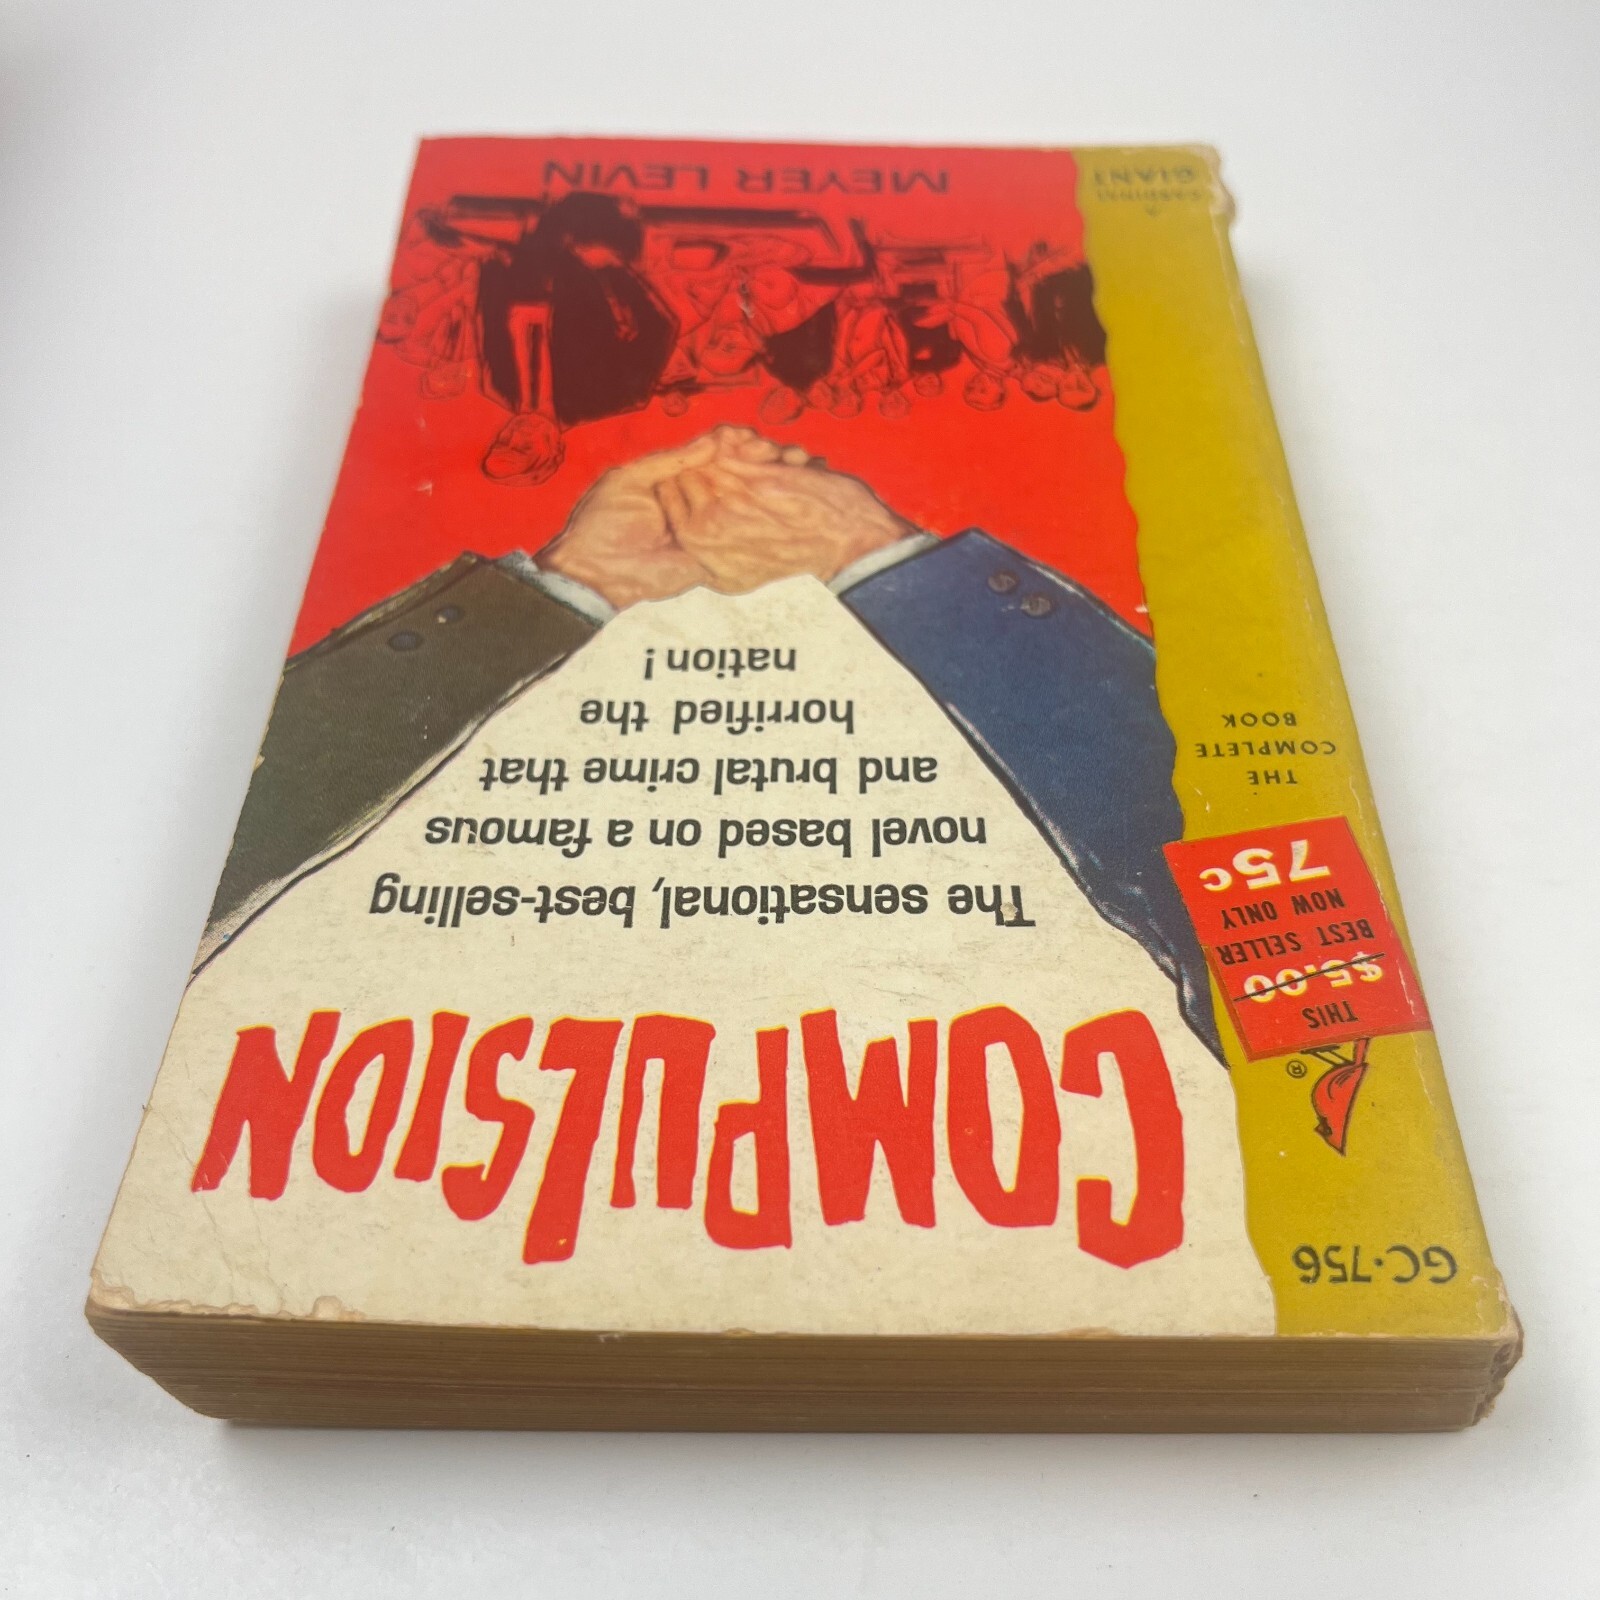 GC·756
COMPULSION
®
THIS
$5.00
BEST SELLER
NOW ONLY
75c
The sensational, best-selling
novel based on a famous
and brutal crime that
horrified the
nation!
THE
COMPLETE
BOOK
A
CARDINAL
GIANT
MEYER LEVIN